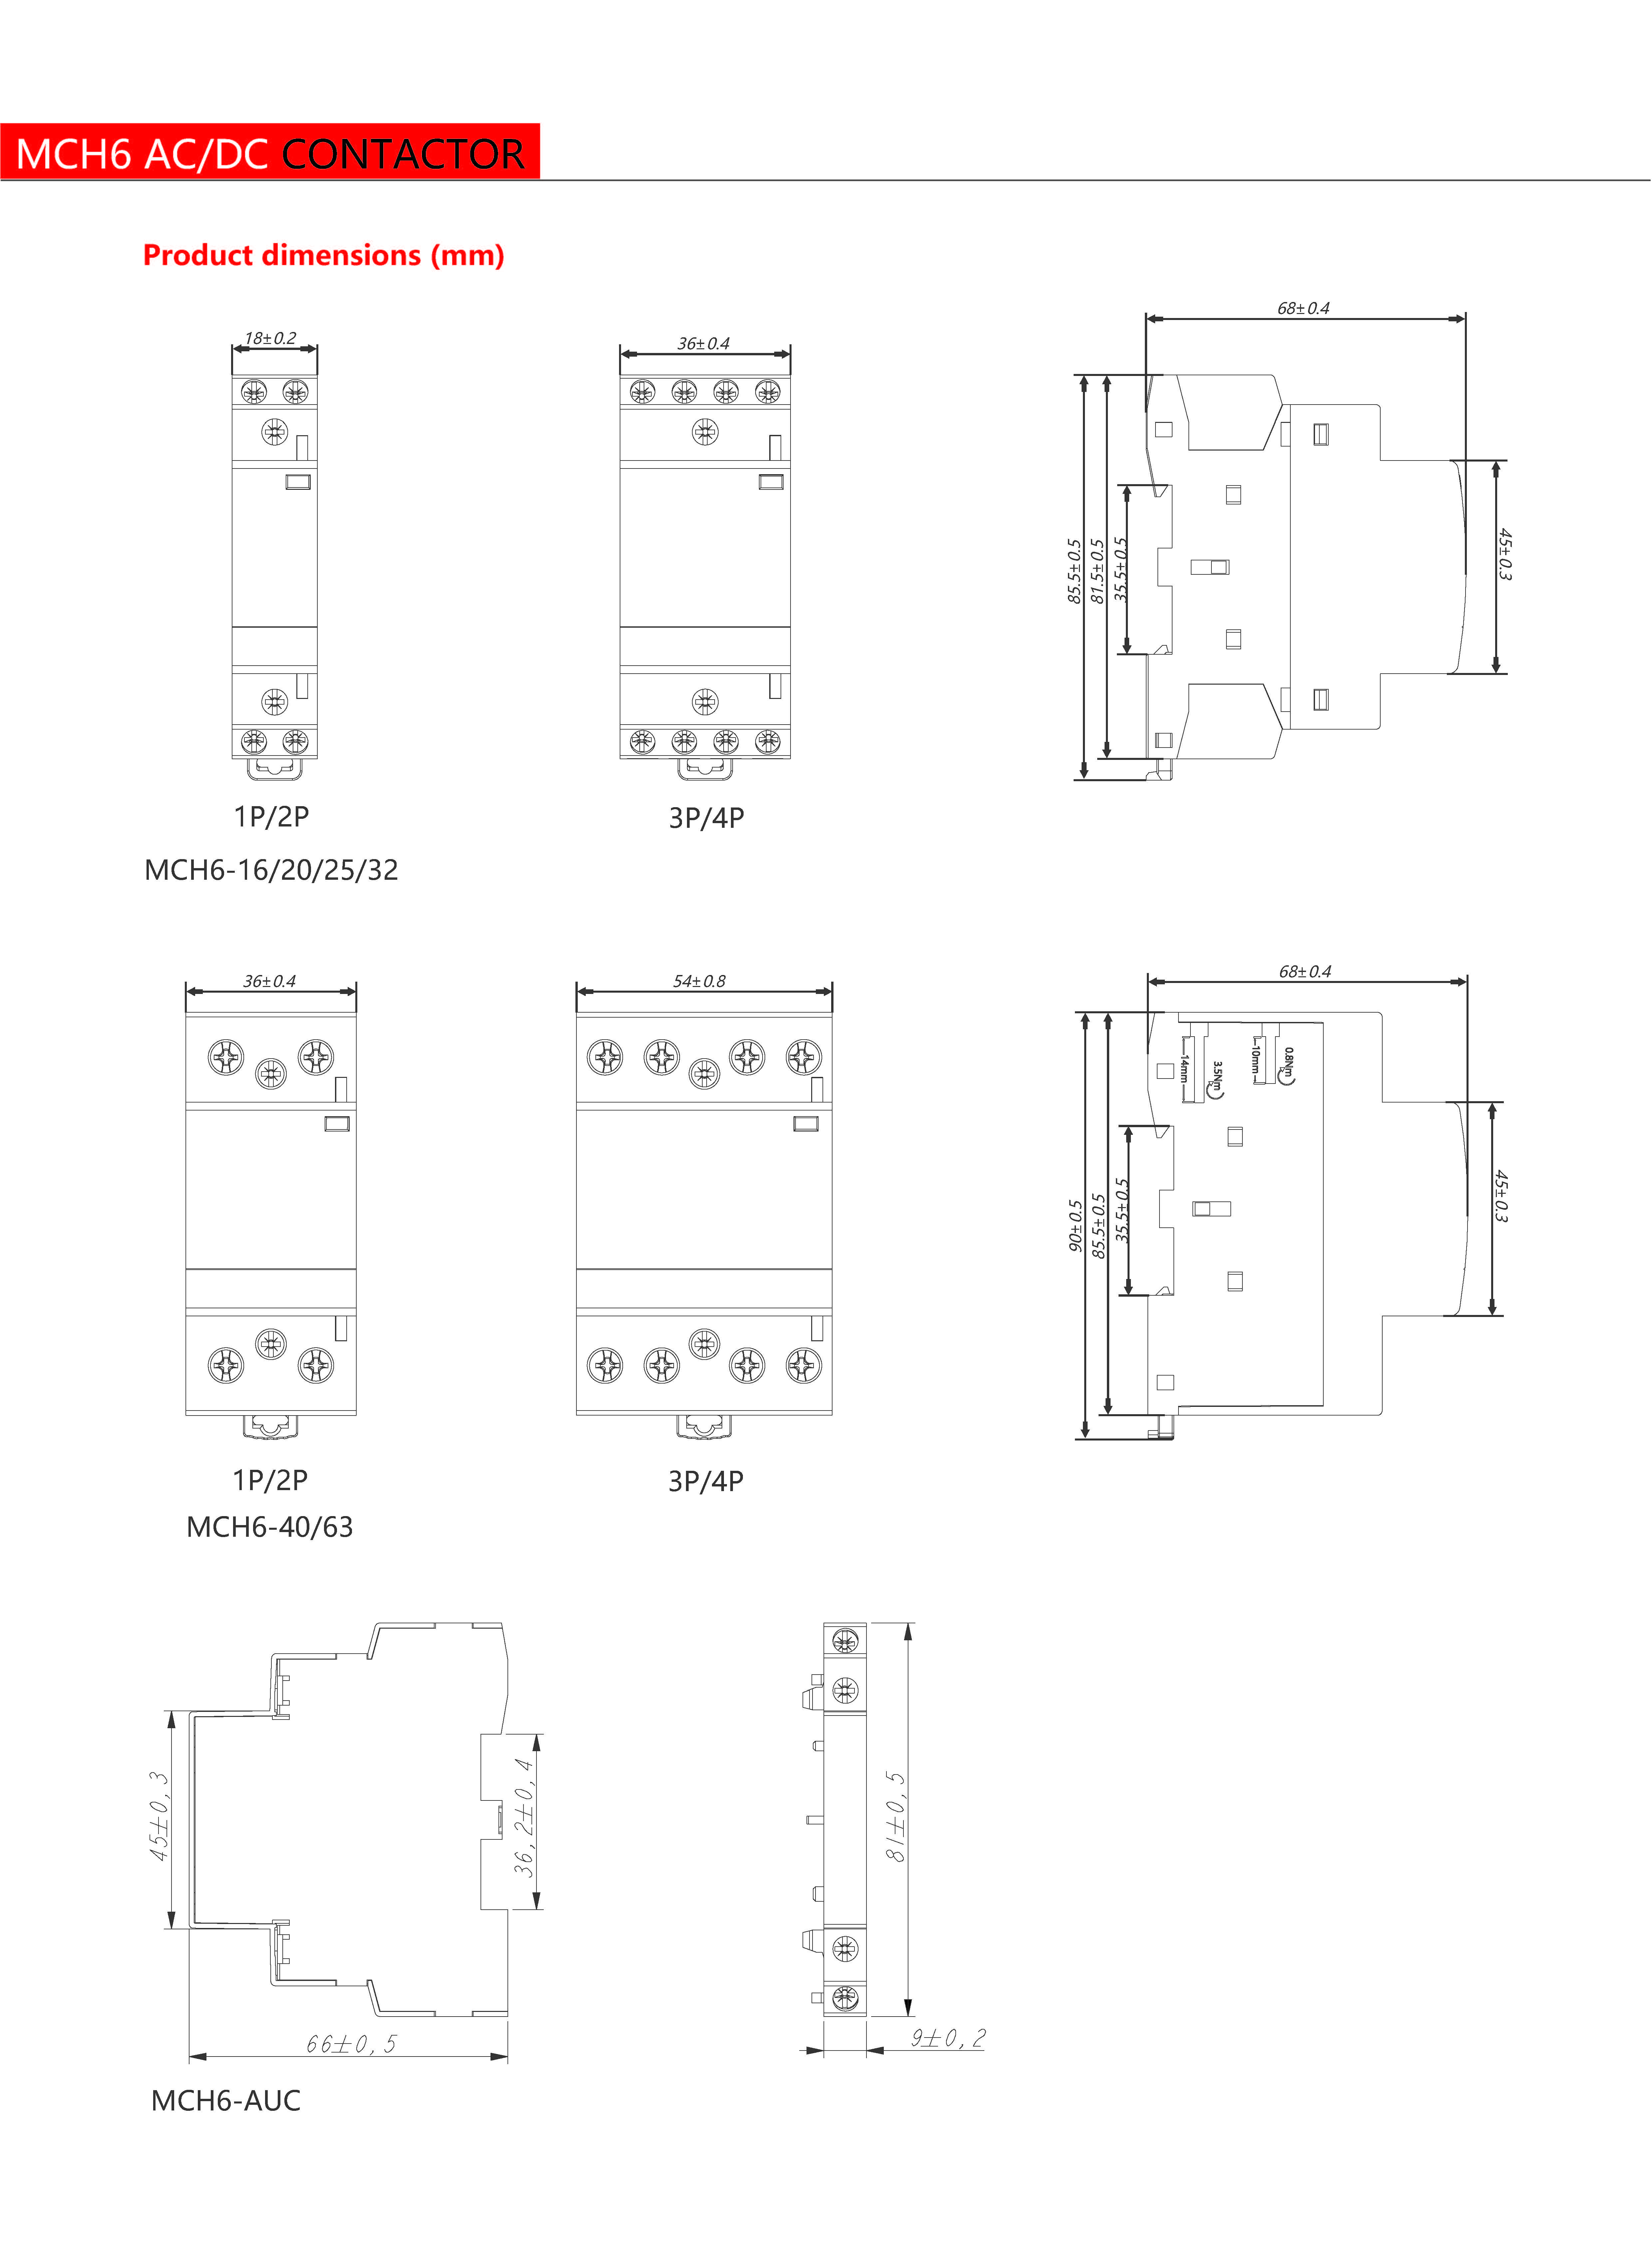 MCH6 AC/DC CONTACTOR
Product dimensions (mm)
18±0.2
36±0.4
68±0.4
85.5±0.5
81.5±0.5
35.5±0.5
45±0.3
1P/2P
3P/4P
MCH6-16/20/25/32
36±0.4
54±0.8
68±0.4
14mm
3.5Nm
10mm
0.8Nm
90±0.5
85.5±0.5
35.5±0.5
45±0.3
1P/2P
3P/4P
MCH6-40/63
45±0,3
36,2±0,4
66±0,5
81±0,5
9±0,2
MCH6-AUC